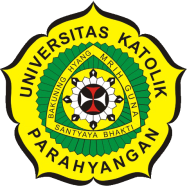 UNIVERSITAS KATOLIK
PARAHYANGAN
BAKUNING HYANG MRIH GUNA
SANTYAYA BHAKTI